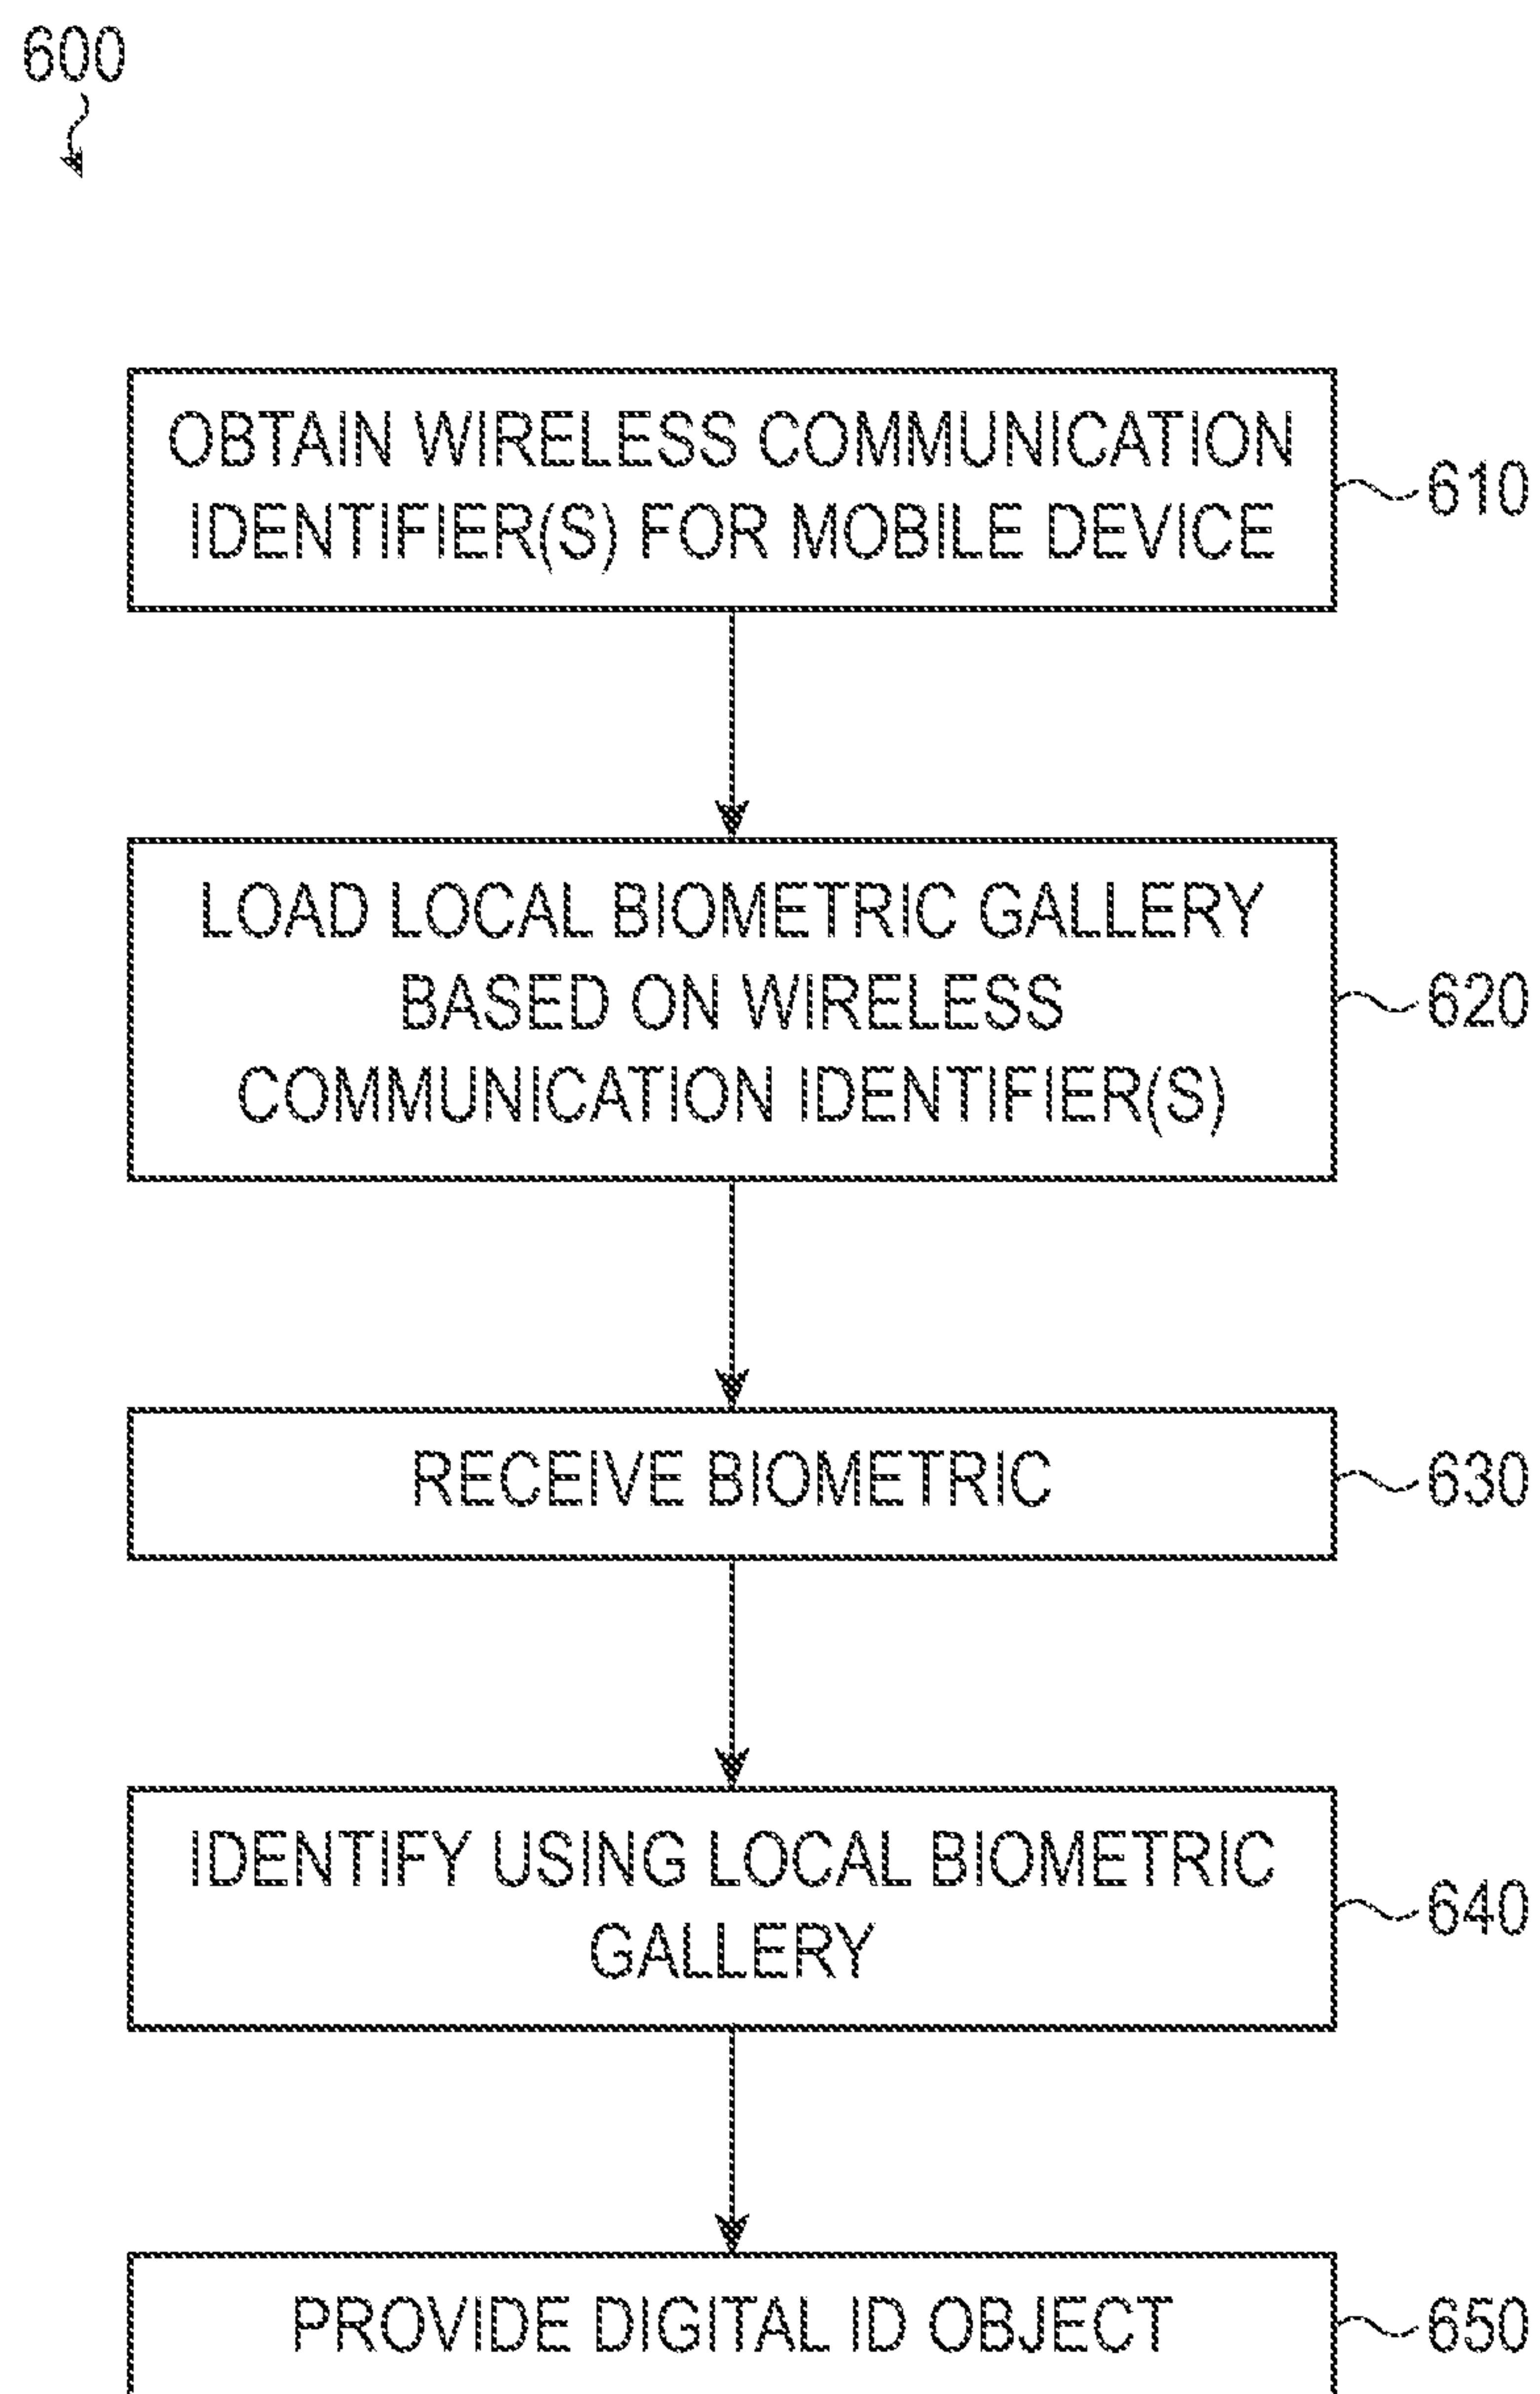 600
OBTAIN WIRELESS COMMUNICATION
IDENTIFIER(S) FOR MOBILE DEVICE
610
LOAD LOCAL BIOMETRIC GALLERY
BASED ON WIRELESS
COMMUNICATION IDENTIFIER(S)
620
RECEIVE BIOMETRIC
630
IDENTIFY USING LOCAL BIOMETRIC
GALLERY
640
PROVIDE DIGITAL ID OBJECT
650